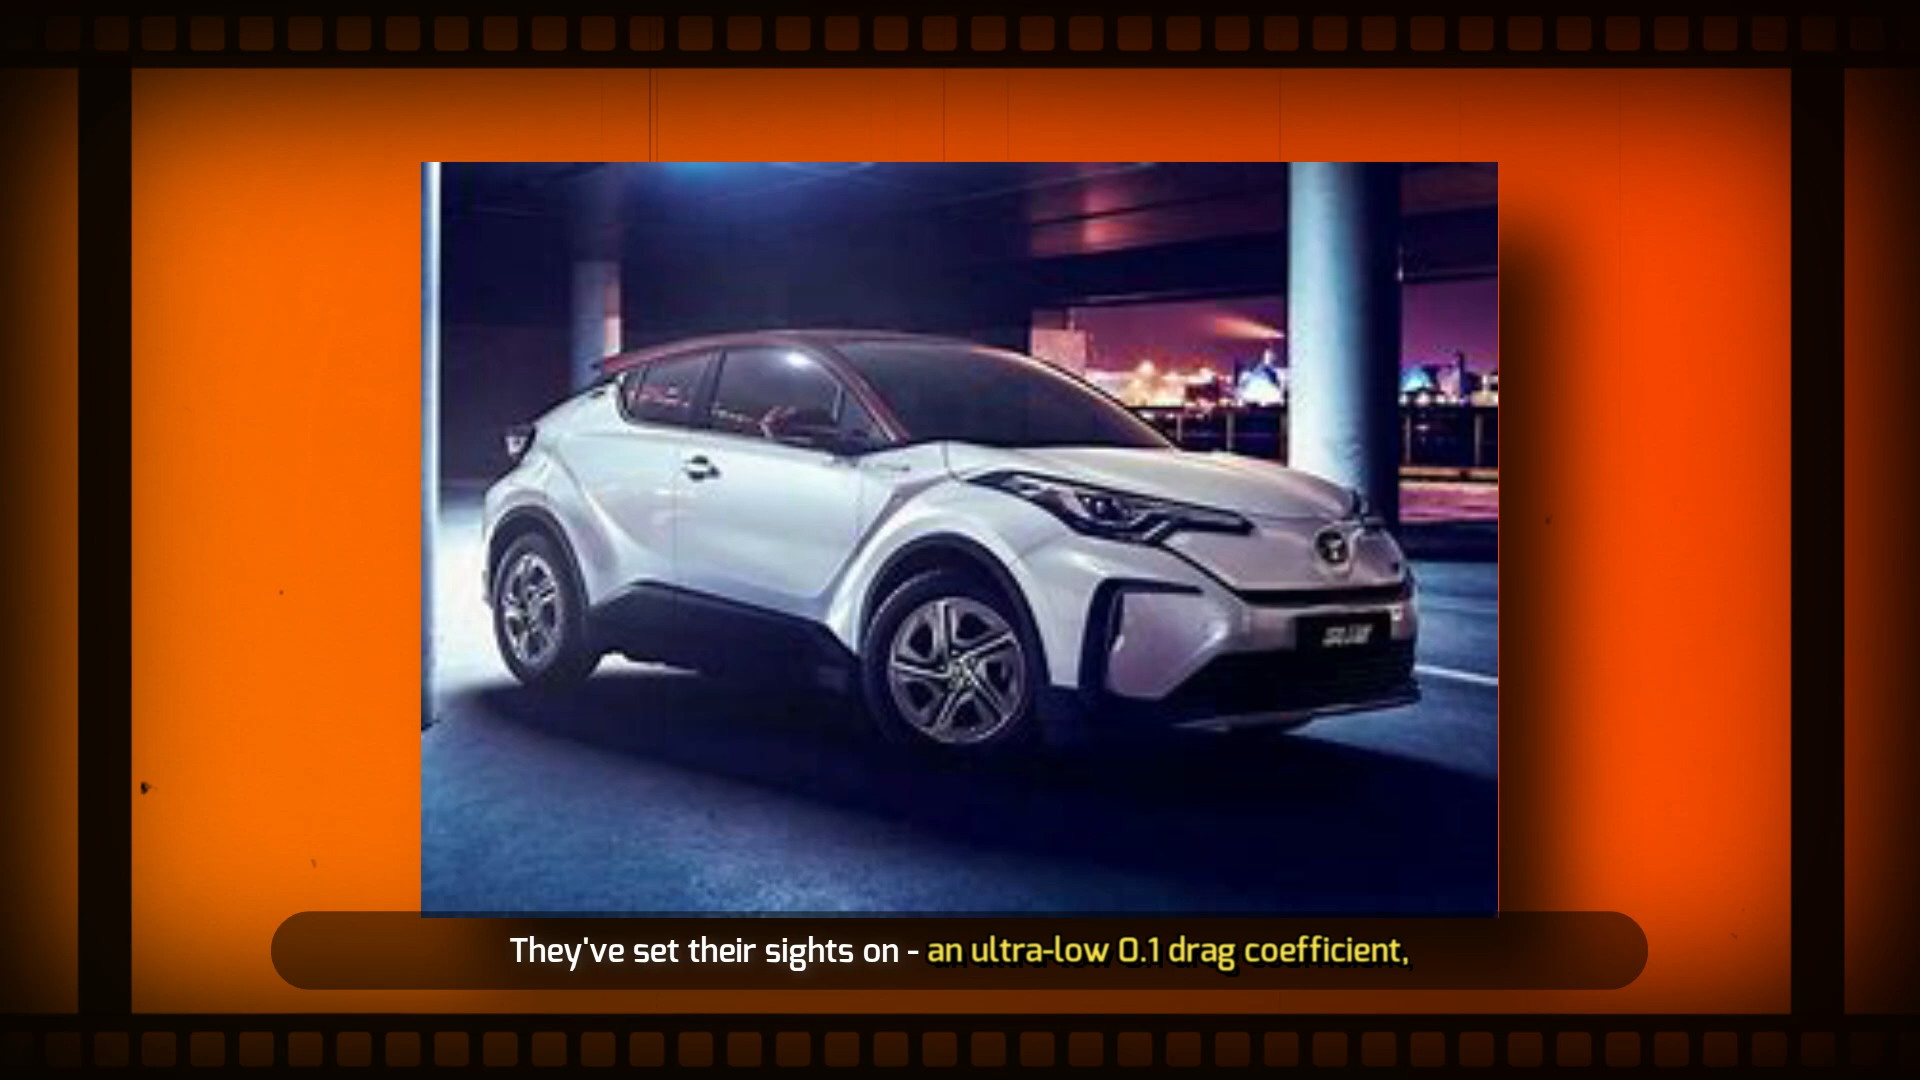 They've set their sights on - an ultra-low 0.1 drag coefficient,